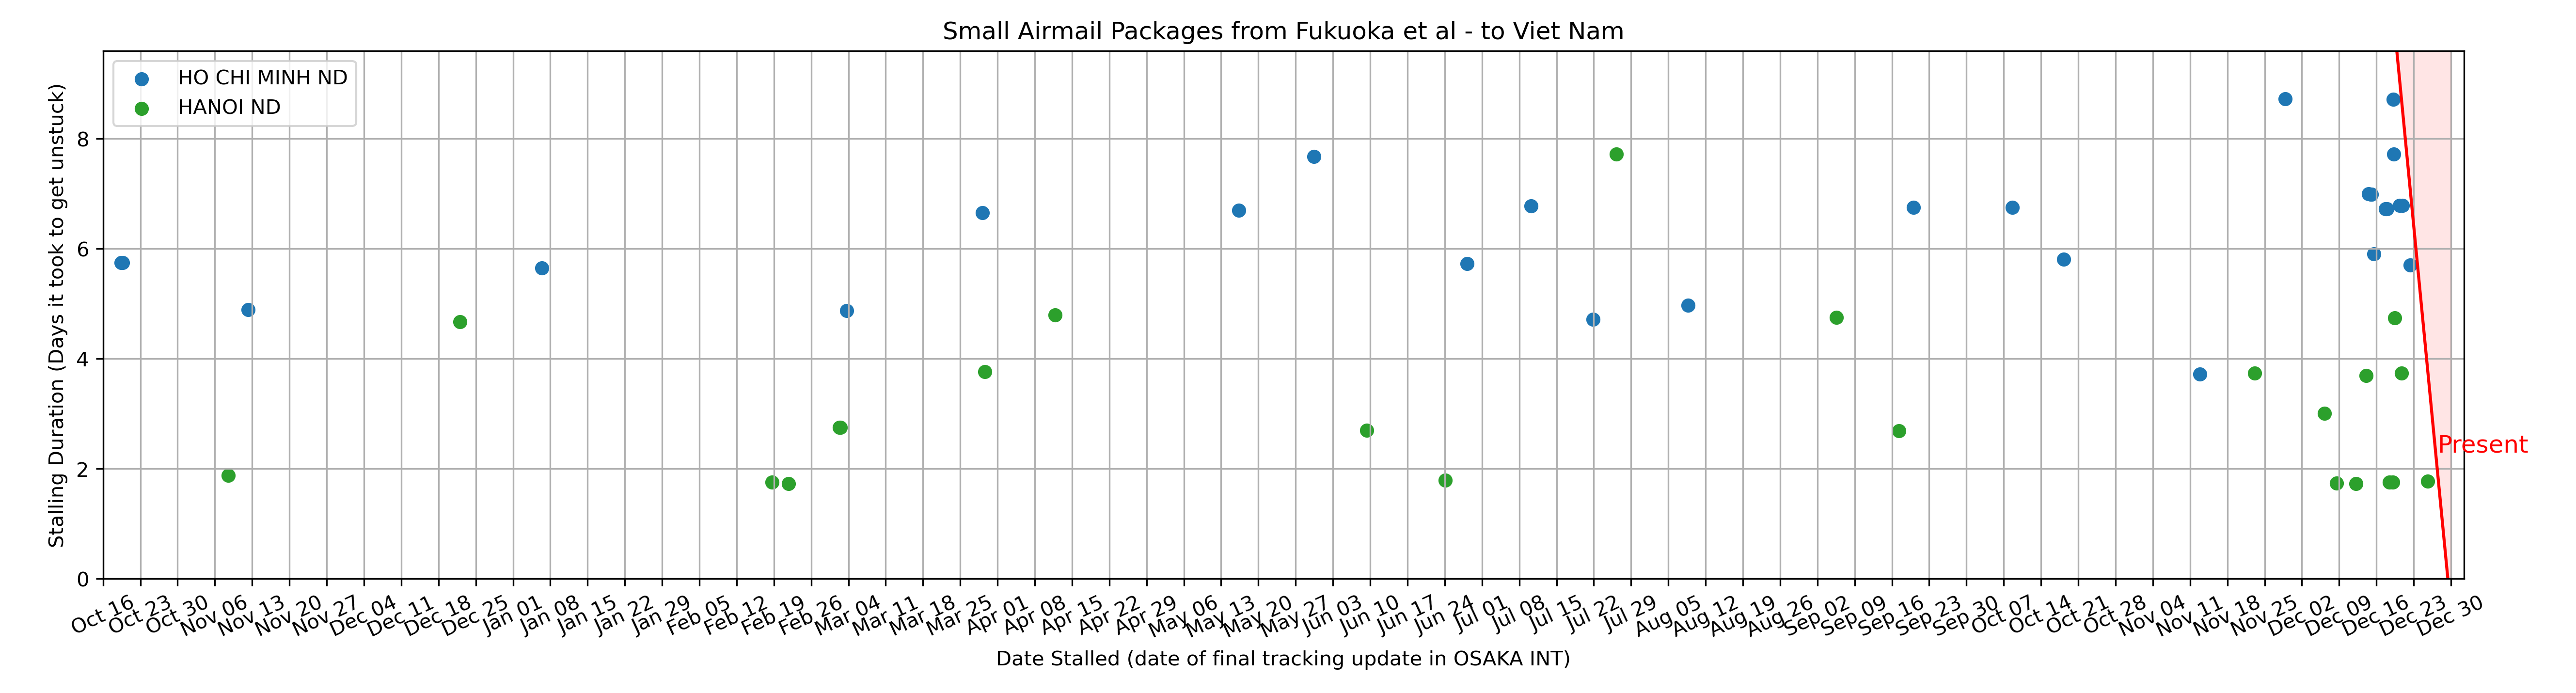 Small Airmail Packages from Fukuoka et al - to Viet Nam
HO CHI MINH ND
HANOI ND
Stalling Duration (Days it took to get unstuck)
8
6
4
2
0
Present
Oct 16
Oct 23
Oct 30
Nov 06
Nov 13
Nov 20
Nov 27
Dec 04
Dec 11
Dec 18
Dec 25
Jan 01
Jan 08
Jan 15
Jan 22
Jan 29
Feb 05
Feb 12
Feb 19
Feb 26
Mar 04
Mar 11
Mar 18
Mar 25
Apr 01
Apr 08
Apr 15
Apr 22
Apr 29
May 06
May 13
May 20
May 27
Jun 03
Jun 10
Jun 17
Jun 24
Jul 01
Jul 08
Jul 15
Jul 22
Jul 29
Aug 05
Aug 12
Aug 19
Aug 26
Sep 02
Sep 09
Sep 16
Sep 23
Sep 30
Oct 07
Oct 14
Oct 21
Oct 28
Nov 04
Nov 11
Nov 18
Nov 25
Dec 02
Dec 09
Dec 16
Dec 23
Dec 30
Date Stalled (date of final tracking update in OSAKA INT)